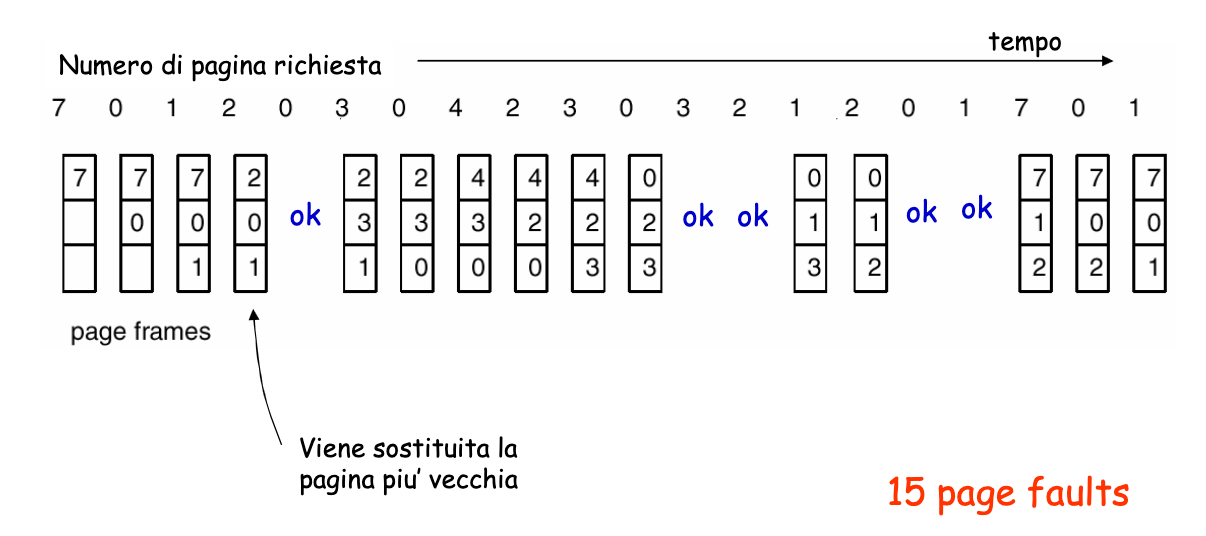 tempo
Numero di pagina richiesta
7 0 1 2 0 3 0 4 2 3 0 3 2 1 2 0 1 7 0 1
7 7 7 2 2 2 4 4 4 0 0 0 7 7 7
0 0 0 ok 3 3 3 2 2 2 ok ok 1 1 ok ok 1 0 0
1 1 1 0 0 0 3 3 3 2 2 2 1
page frames
Viene sostituita la
pagina piu' vecchia
15 page faults